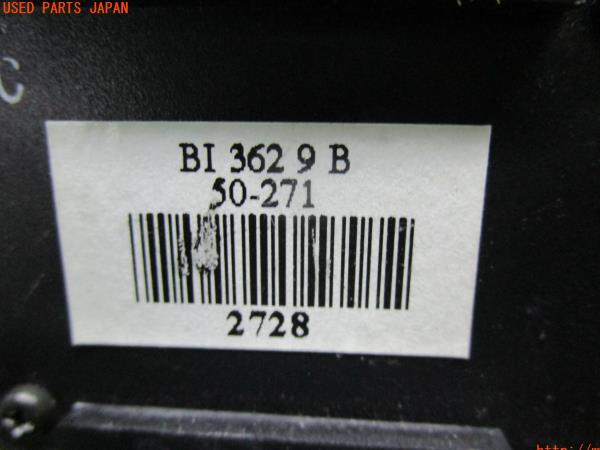 USED PARTS JAPAN
C
BI 362 9 B
50-271
2728